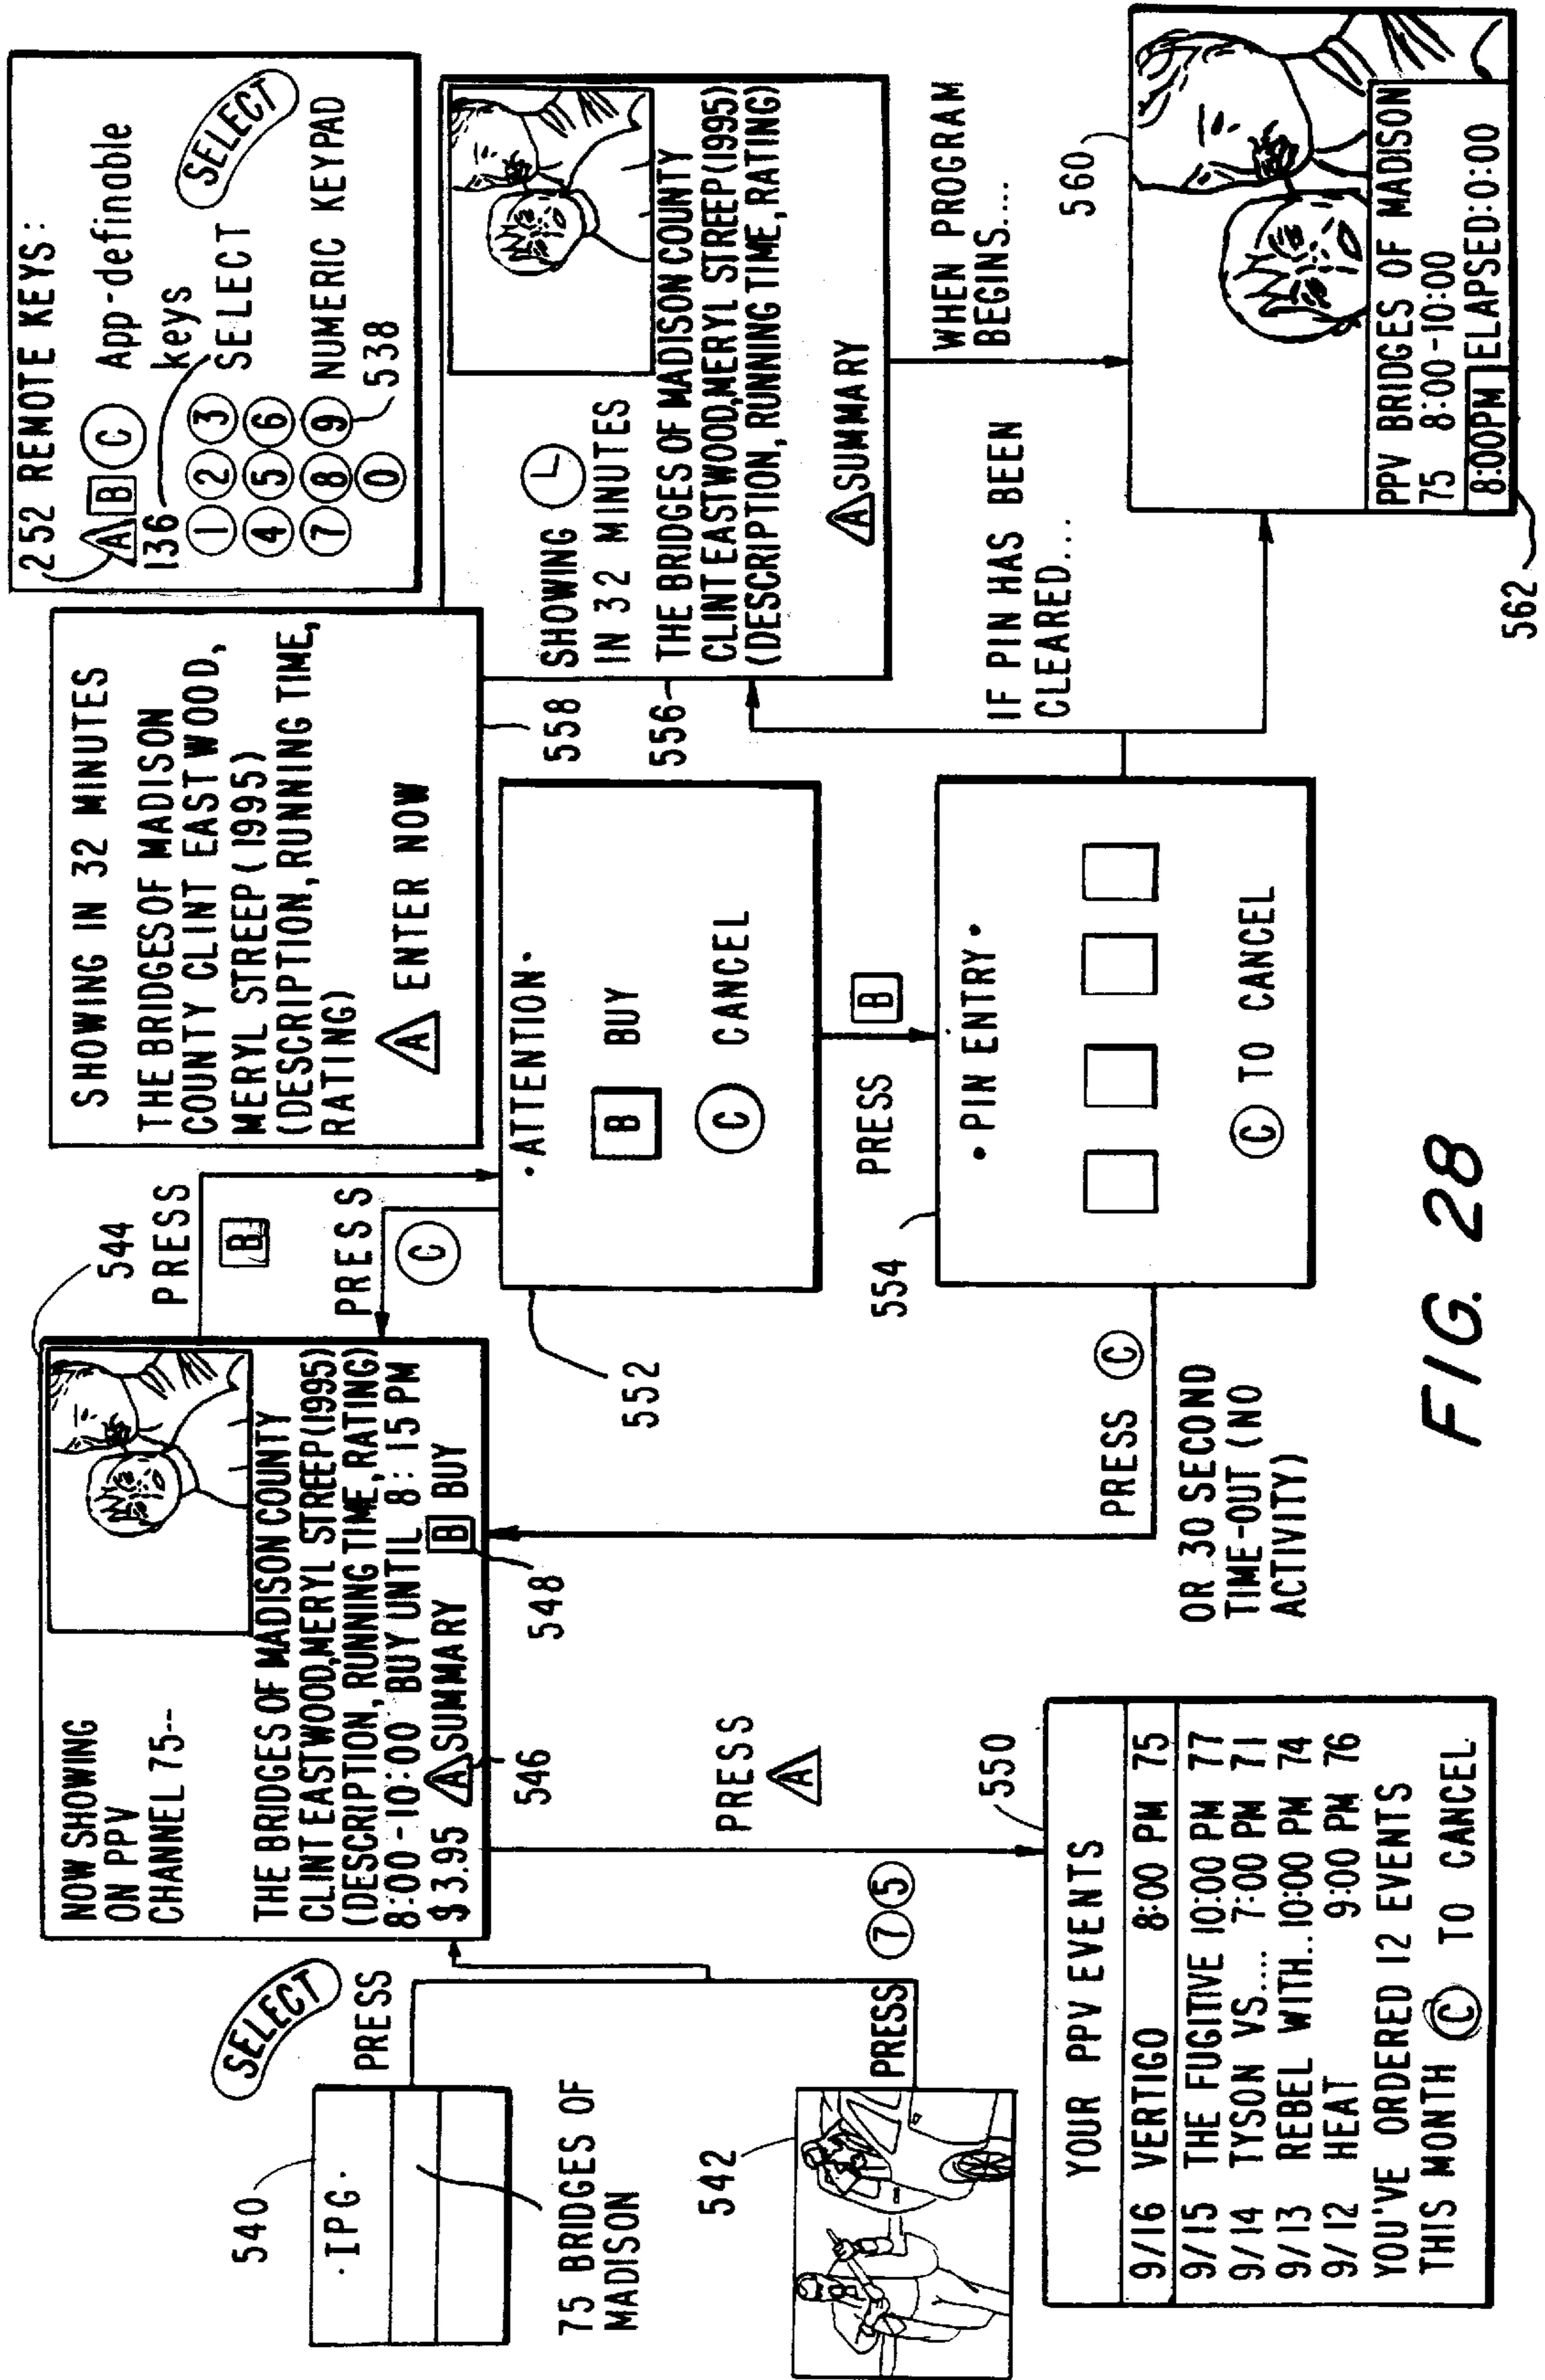 540
·IPG·
75 BRIDGES OF
MADISON
SELECT
PRESS
542
PRESS
7 5
544
NOW SHOWING
ON PPV
CHANNEL 75--
THE BRIDGES OF MADISON COUNTY
CLINT EASTWOOD,MERYL STREEP(1995)
(DESCRIPTION, RUNNING TIME, RATING)
8:00-10:00 BUY UNTIL 8:15 PM
$3.95 A SUMMARY B BUY
546
548
PRESS
A
550
YOUR PPV EVENTS
9/16 VERTIGO 8:00 PM 75
9/15 THE FUGITIVE 10:00 PM 77
9/14 TYSON VS.... 7:00 PM 71
9/13 REBEL WITH..10:00 PM 74
9/12 HEAT 9:00 PM 76
YOU'VE ORDERED 12 EVENTS
THIS MONTH C TO CANCEL
PRESS
B
PRESS
C
552
·ATTENTION·
B BUY
C CANCEL
PRESS
B
554
• PIN ENTRY •
C TO CANCEL
PRESS C
OR 30 SECOND
TIME-OUT (NO
ACTIVITY)
SHOWING IN 32 MINUTES
THE BRIDGES OF MADISON
COUNTY CLINT EASTWOOD,
MERYL STREEP (1995)
(DESCRIPTION, RUNNING TIME,
RATING)
A ENTER NOW
558
556
SHOWING
IN 32 MINUTES
THE BRIDGES OF MADISON COUNTY
CLINT EASTWOOD,MERYL STREEP(1995)
(DESCRIPTION, RUNNING TIME, RATING)
A SUMMARY
252 REMOTE KEYS:
A B C App-definable
keys
136
SELECT
SELECT
1 2 3
4 5 6
7 8 9 NUMERIC KEYPAD
0
538
IF PIN HAS BEEN
CLEARED...
WHEN PROGRAM
BEGINS....
560
PPV BRIDGES OF MADISON
75 8:00-10:00
8:00PM ELAPSED:0:00
562
FIG. 28